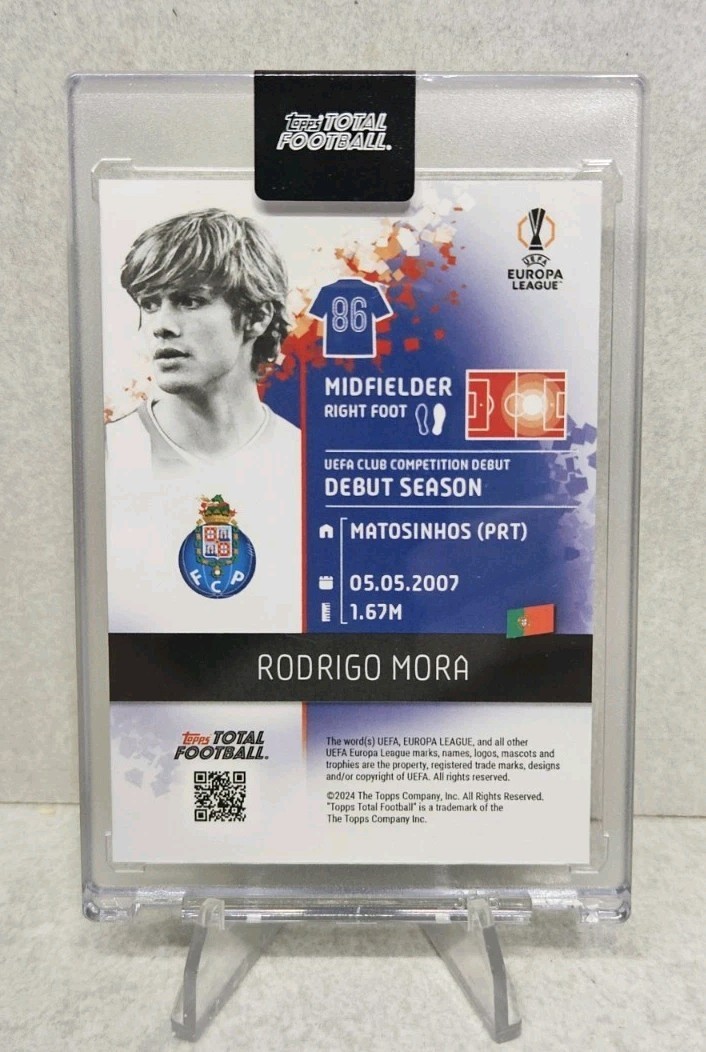 Topps TOTAL
FOOTBALL.
UEFA
EUROPA
LEAGUE™
86
MIDFIELDER
RIGHT FOOT
UEFA CLUB COMPETITION DEBUT
DEBUT SEASON
MATOSINHOS (PRT)
05.05.2007
1.67M
FCP
RODRIGO MORA
Topps TOTAL
FOOTBALL.
The word(s) UEFA, EUROPA LEAGUE, and all other
UEFA Europa League marks, names, logos, mascots and
trophies are the property, registered trade marks, designs
and/or copyright of UEFA. All rights reserved.
©2024 The Topps Company, Inc. All Rights Reserved.
"Topps Total Football" is a trademark of the
The Topps Company Inc.